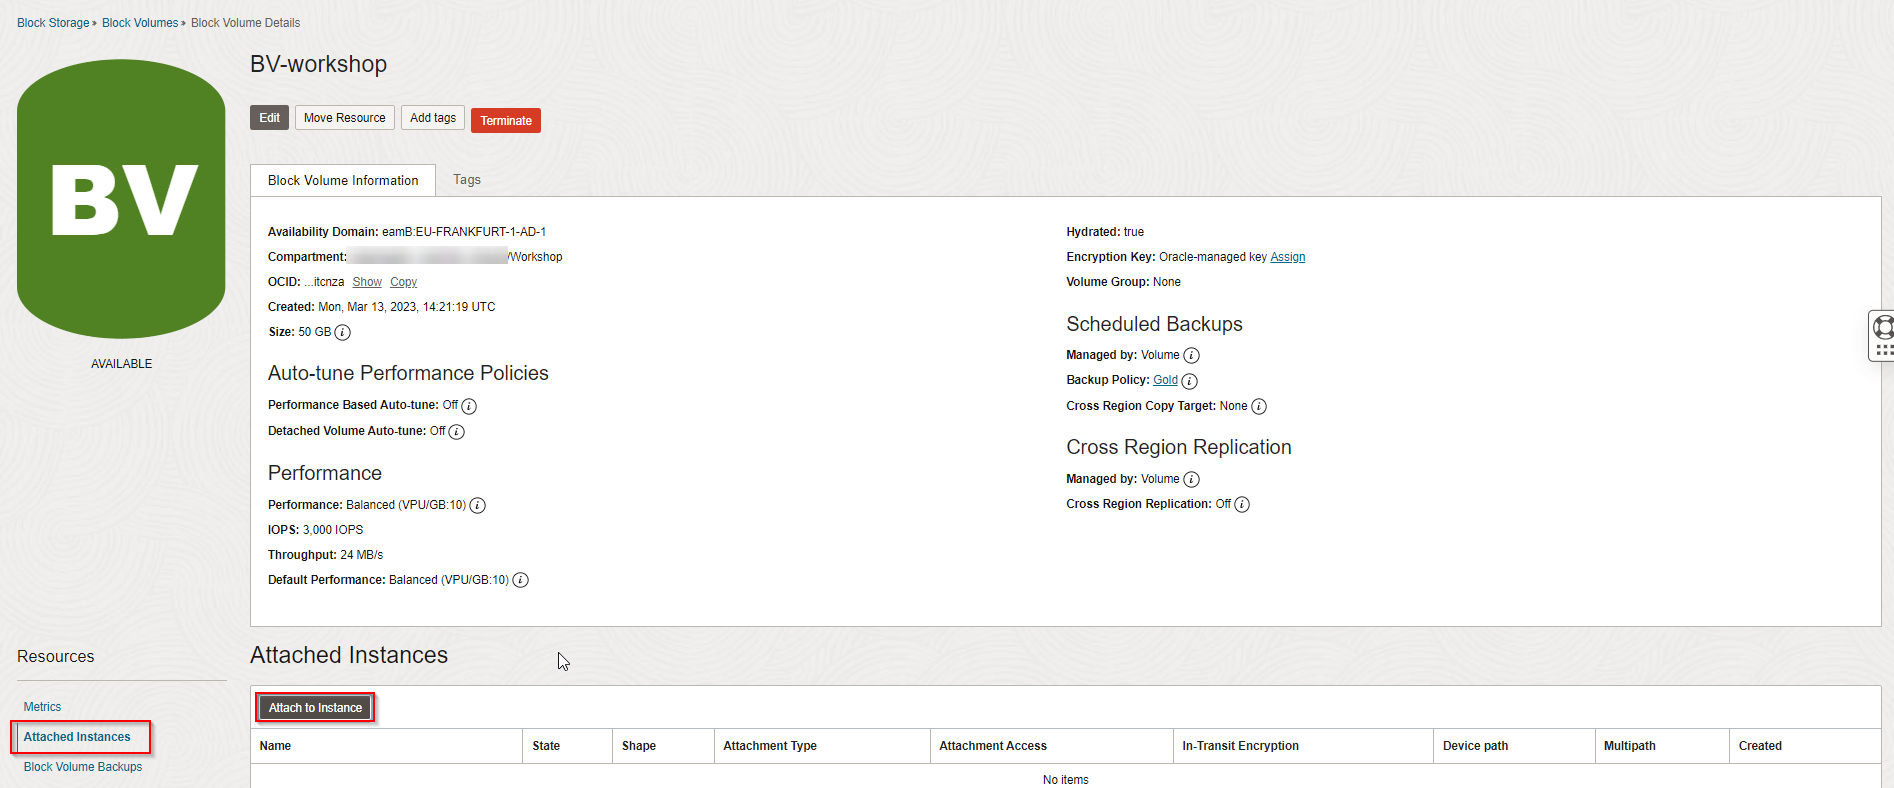 Block Storage » Block Volumes » Block Volume Details
BV
AVAILABLE
BV-workshop
Edit Move Resource Add tags Terminate
Block Volume Information Tags
Availability Domain: eamB:EU-FRANKFURT-1-AD-1
Compartment: /Workshop
OCID: ...itcnza Show Copy
Created: Mon, Mar 13, 2023, 14:21:19 UTC
Size: 50 GB
Auto-tune Performance Policies
Performance Based Auto-tune: Off
Detached Volume Auto-tune: Off
Performance
Performance: Balanced (VPU/GB:10)
IOPS: 3,000 IOPS
Throughput: 24 MB/s
Default Performance: Balanced (VPU/GB:10)
Hydrated: true
Encryption Key: Oracle-managed key Assign
Volume Group: None
Scheduled Backups
Managed by: Volume
Backup Policy: Gold
Cross Region Copy Target: None
Cross Region Replication
Managed by: Volume
Cross Region Replication: Off
Resources
Metrics
Attached Instances
Block Volume Backups
Attached Instances
Attach to Instance
Name State Shape Attachment Type Attachment Access In-Transit Encryption Device path Multipath Created
No items